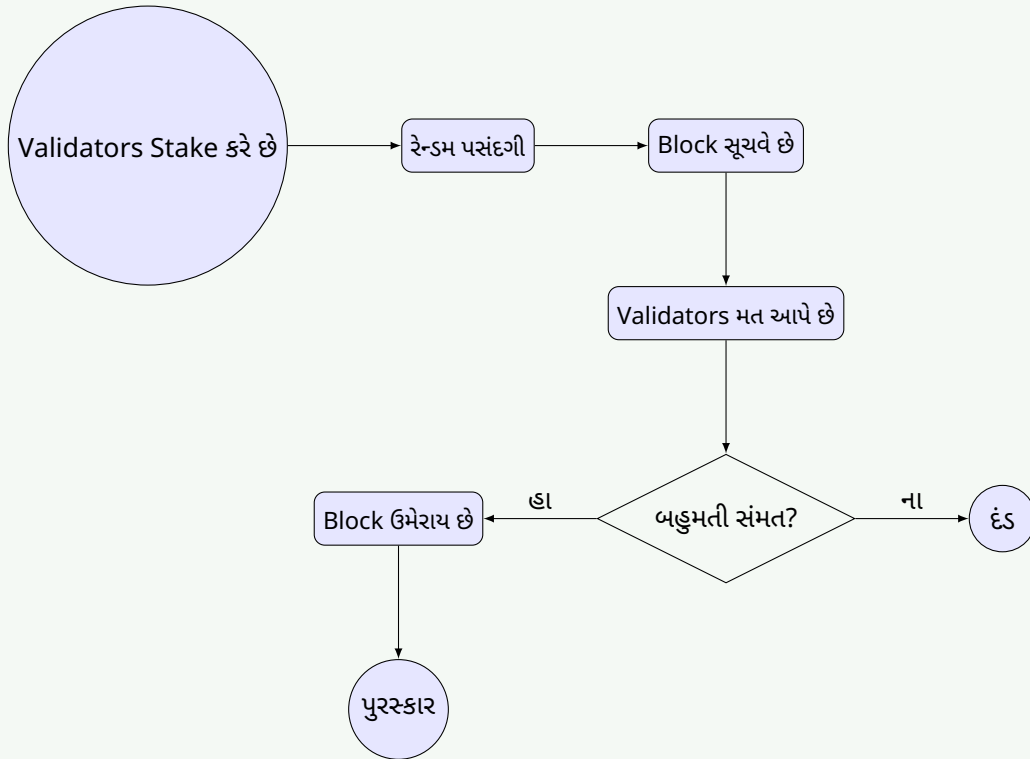 Validators Stake કરે છે
રેન્ડમ પસંદગી
Block સૂચવે છે
Validators મત આપે છે
બહુમતી સંમત?
હા
ના
Block ઉમેરાય છે
દંડ
પુરસ્કાર